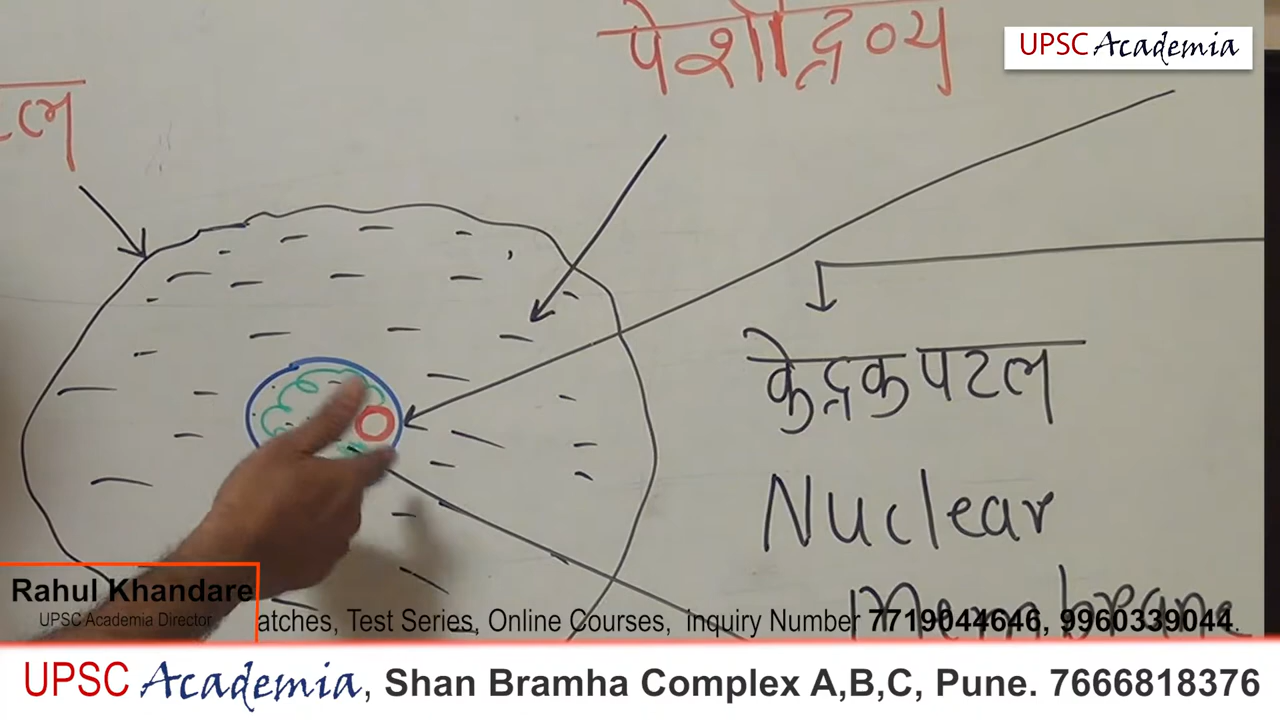 पेशीद्रव्य
UPSC Academia
केंद्रकपटल
Nuclear
Membrane
Rahul Khandare
UPSC Academia Director
atches, Test Series, Online Courses, inquiry Number 7719044646, 9960339044.
UPSC Academia, Shan Bramha Complex A,B,C, Pune. 7666818376